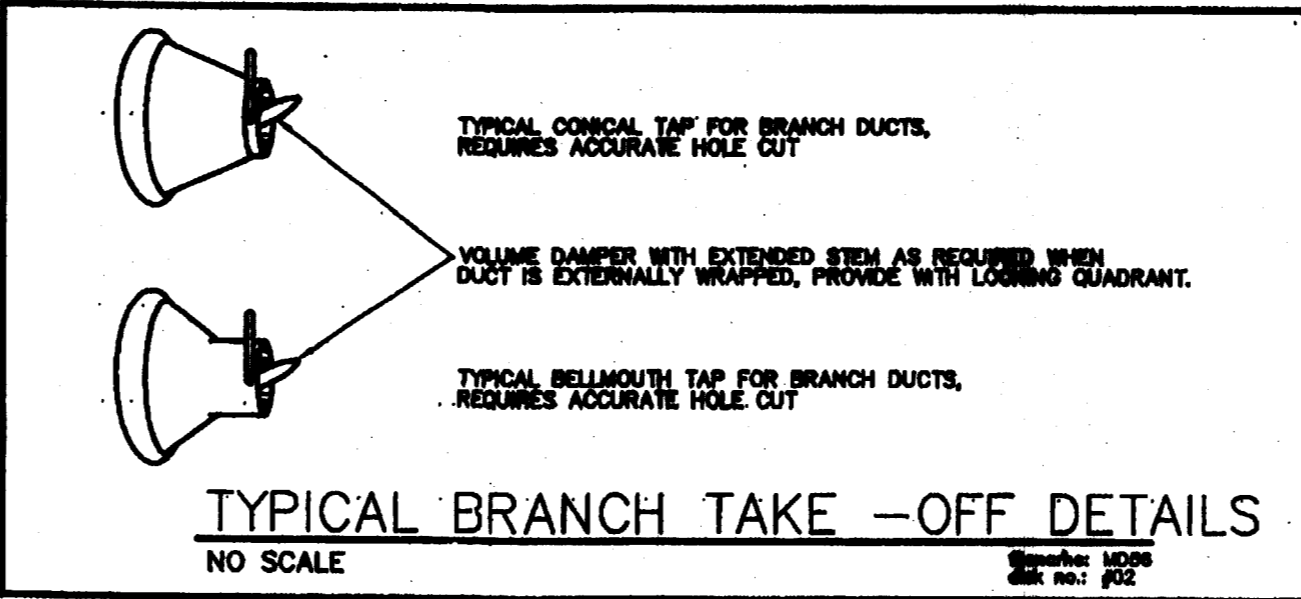 TYPICAL CONICAL TAP FOR BRANCH DUCTS,
REQUIRES ACCURATE HOLE CUT
VOLUME DAMPER WITH EXTENDED STEM AS REQUIRED WHEN
DUCT IS EXTERNALLY WRAPPED, PROVIDE WITH LOCKING QUADRANT.
TYPICAL BELLMOUTH TAP FOR BRANCH DUCTS,
REQUIRES ACCURATE HOLE CUT
TYPICAL BRANCH TAKE -OFF DETAILS
NO SCALE
disk no.: #02